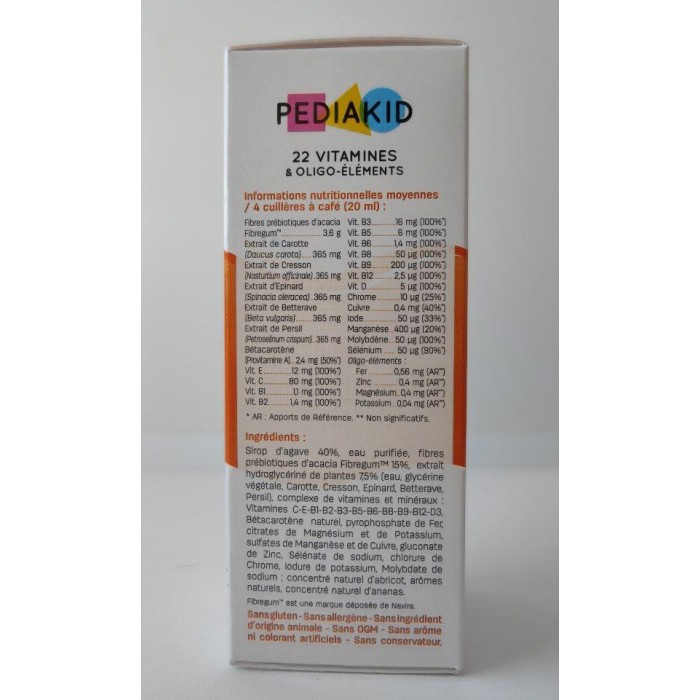 PEDIAKID
22 VITAMINES
& OLIGO-ÉLÉMENTS
Informations nutritionnelles moyennes
/ 4 cuillères à café (20 ml) :
Fibres prébiotiques d'acacia
Fibregum™ 3,6 g
Extrait de Carotte
(Daucus carota) 365 mg
Extrait de Cresson
(Nasturtium officinale) 365 mg
Extrait d'Epinard
(Spinacia oleracea) 365 mg
Extrait de Betterave
(Beta vulgaris) 365 mg
Extrait de Persil
(Petroselinum crispum) 365 mg
Bétacarotène
(Provitamine A) 2,4 mg (50%*)
Vit. E 12 mg (100%*)
Vit. C 80 mg (100%*)
Vit. B1 1,1 mg (100%*)
Vit. B2 1,4 mg (100%*)
Vit. B3 16 mg (100%*)
Vit. B5 6 mg (100%*)
Vit. B6 1,4 mg (100%*)
Vit. B8 50 µg (100%*)
Vit. B9 200 µg (100%*)
Vit. B12 2,5 µg (100%*)
Vit. D 5 µg (100%*)
Chrome 10 µg (25%*)
Cuivre 0,4 mg (40%*)
Iode 50 µg (33%*)
Manganèse 400 µg (20%*)
Molybdène 50 µg (100%*)
Sélénium 50 µg (90%*)
Oligo-éléments :
Fer 0,56 mg (AR**)
Zinc 0,4 mg (AR**)
Magnésium 0,4 mg (AR**)
Potassium 0,04 mg (AR**)
* AR : Apports de Référence. ** Non significatifs.
Ingrédients :
Sirop d'agave 40%, eau purifiée, fibres
prébiotiques d'acacia Fibregum™ 15%, extrait
hydroglycériné de plantes 7,5% (eau, glycérine
végétale, Carotte, Cresson, Epinard, Betterave,
Persil), complexe de vitamines et minéraux :
Vitamines C-E-B1-B2-B3-B5-B6-B8-B9-B12-D3,
Bétacarotène naturel, pyrophosphate de Fer,
citrates de Magnésium et de Potassium,
sulfates de Manganèse et de Cuivre, gluconate
de Zinc, Sélénate de sodium, chlorure de
Chrome, Iodure de potassium, Molybdate de
sodium ; concentré naturel d'abricot, arômes
naturels, concentré naturel d'ananas.
Fibregum™ est une marque déposée de Nexira.
Sans gluten - Sans allergène - Sans ingrédient
d'origine animale - Sans OGM - Sans arôme
ni colorant artificiels - Sans conservateur.